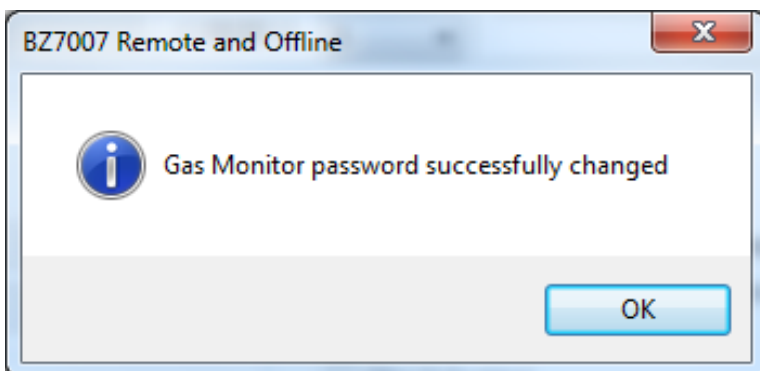 BZ7007 Remote and Offline
Gas Monitor password successfully changed
OK